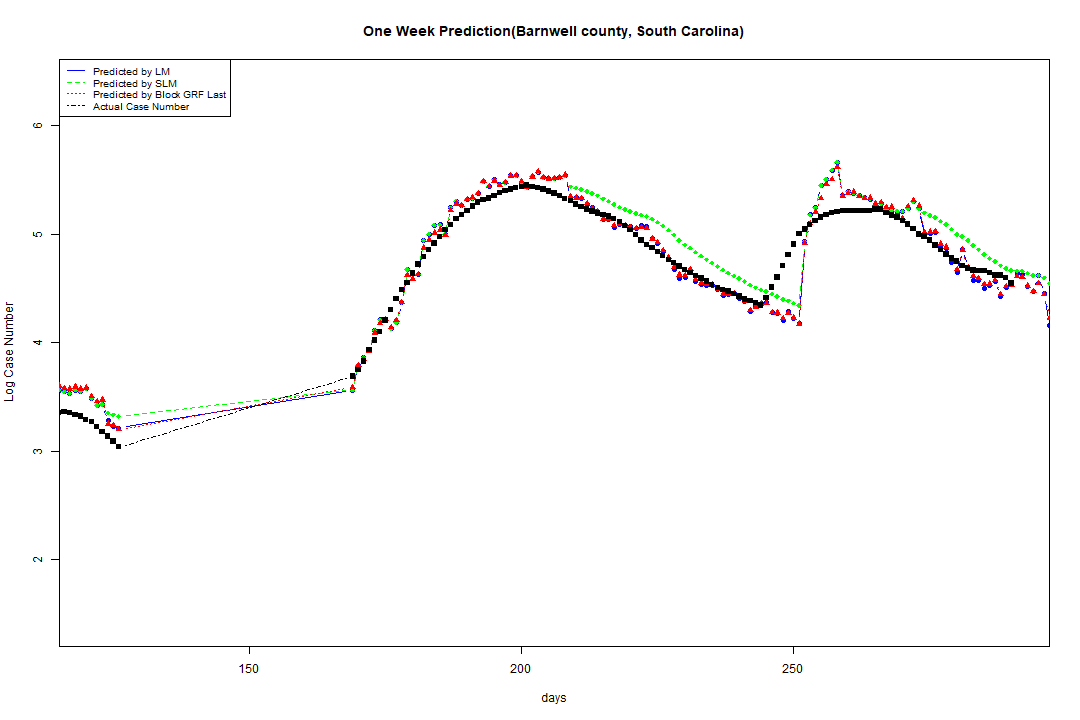 One Week Prediction(Barnwell county, South Carolina)
Predicted by LM
Predicted by SLM
Predicted by Block GRF Last
Actual Case Number
6
5
4
3
2
Log Case Number
150
200
250
days